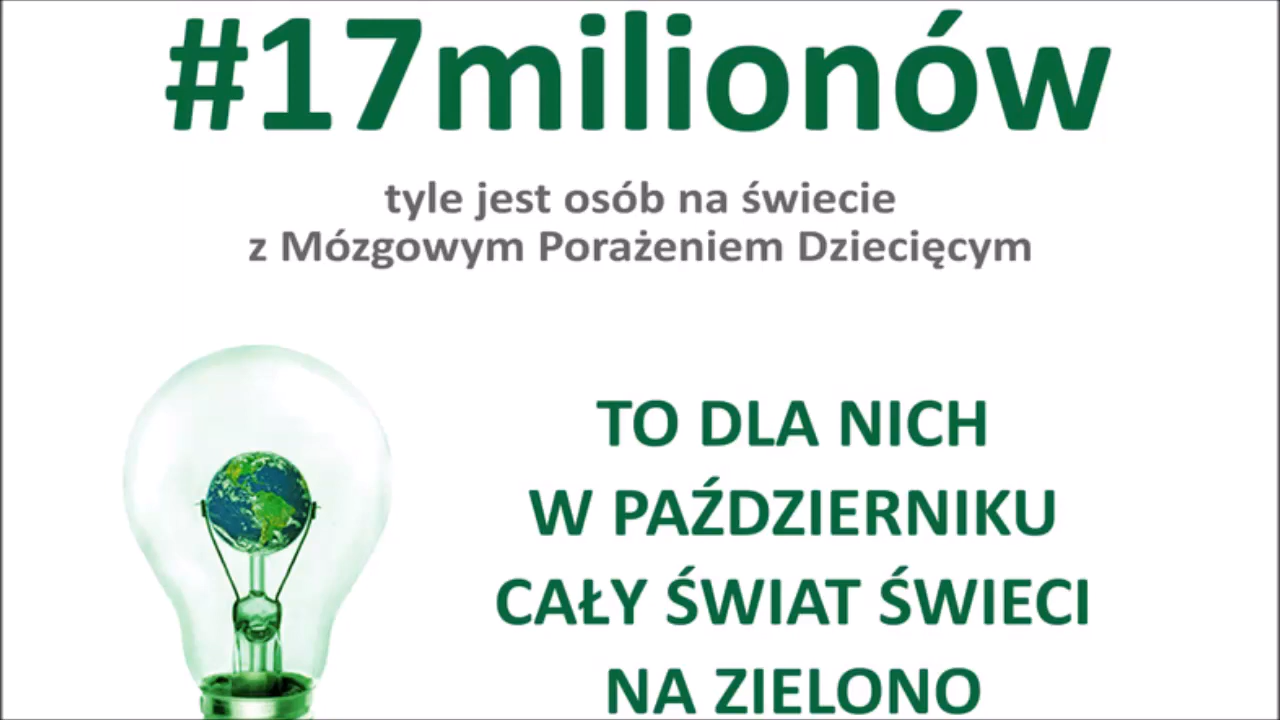 #17milionów
tyle jest osób na świecie
z Mózgowym Porażeniem Dziecięcym
TO DLA NICH
W PAŹDZIERNIKU
CAŁY ŚWIAT ŚWIECI
NA ZIELONO